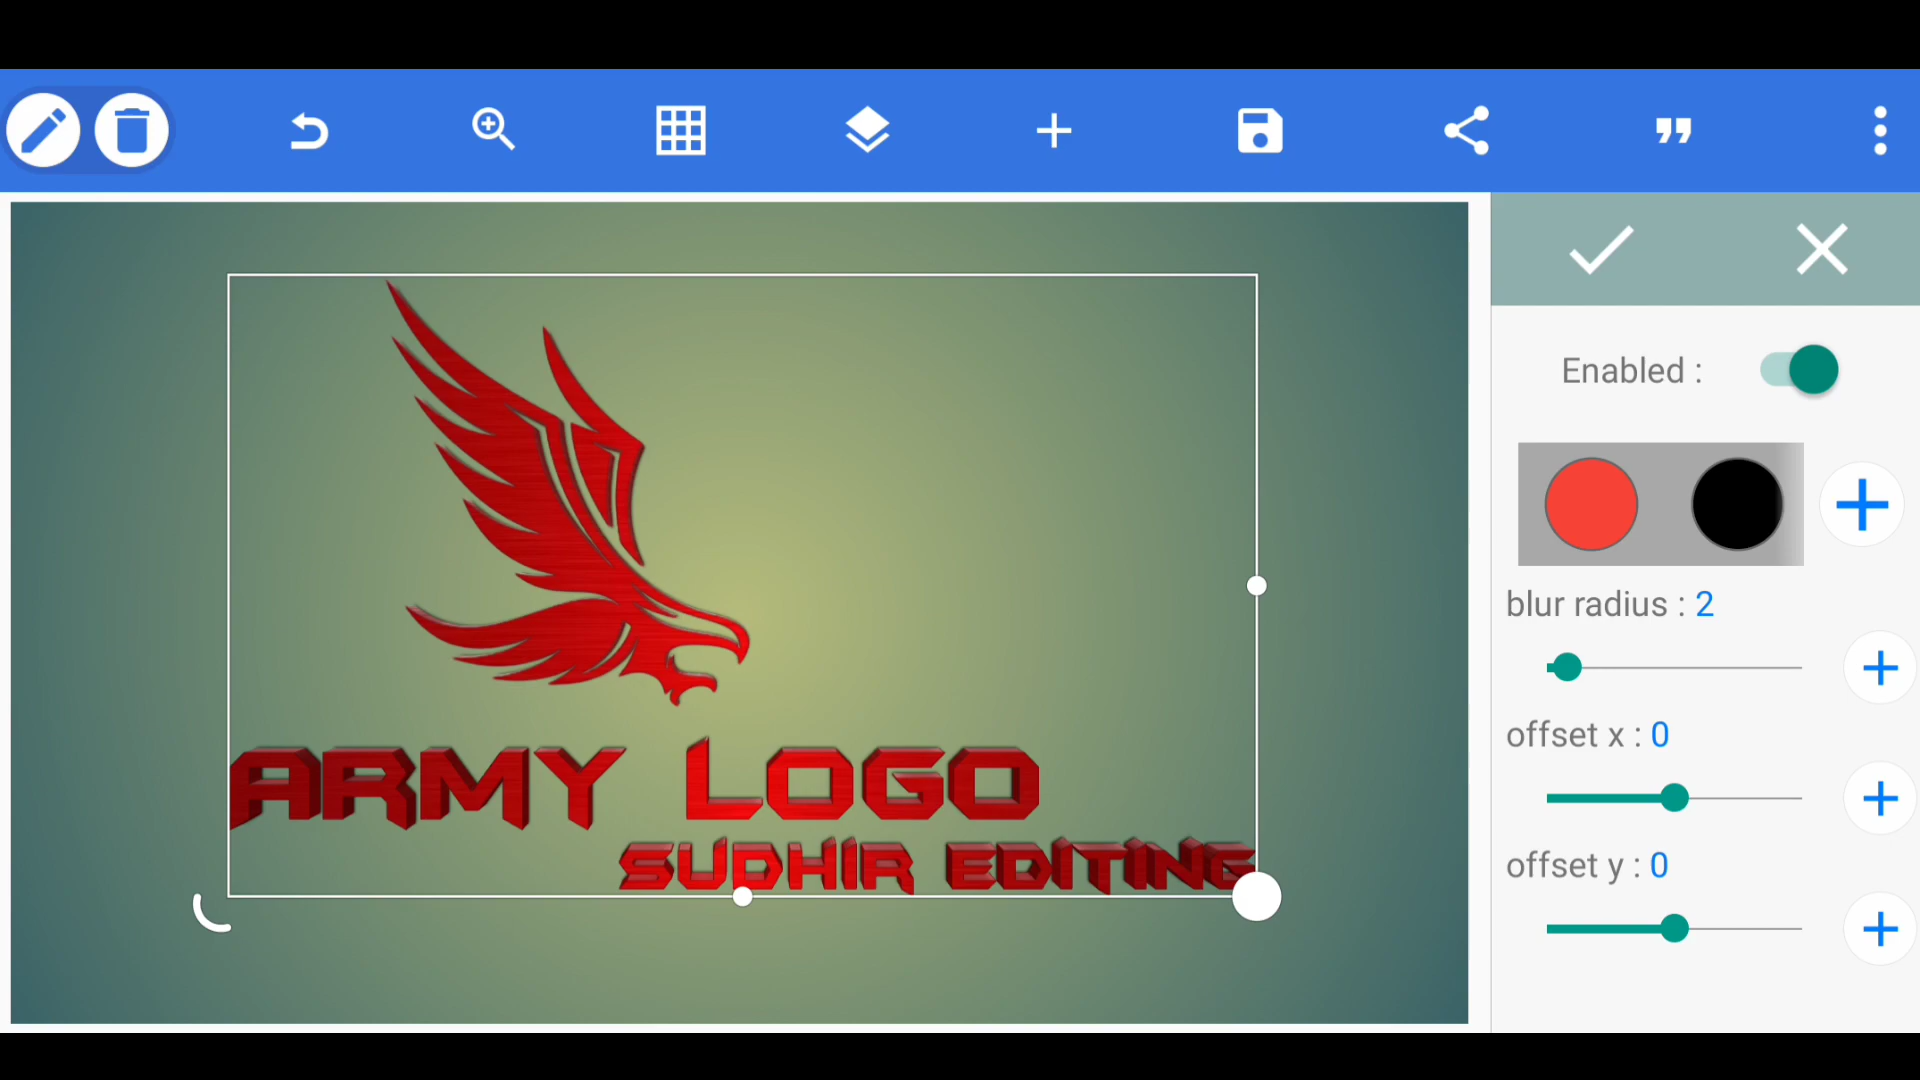 Enabled :
blur radius : 2
offset x : 0
offset y : 0
ARMY LOGO
SUDHIR EDITING